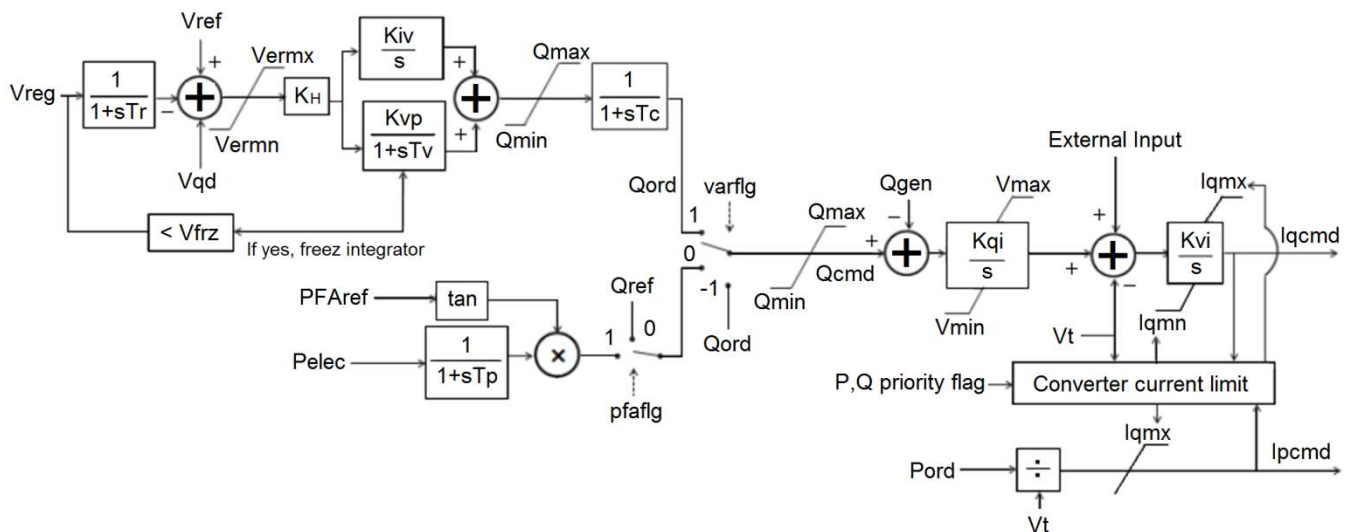 Vref
Vermx
Kiv
s
Qmax
Vreg
1
1+sTr
+
−
+
KH
+
+
+
1
1+sTc
Vermn
Kvp
1+sTv
Qmin
Vqd
External Input
Qord
varflg
Qgen
Vmax
Iqmx
< Vfrz
If yes, freez integrator
1
Qmax
−
+
0
+
+
Kqi
s
+
+
−
Kvi
s
Iqcmd
Qcmd
PFAref
tan
Qref
-1
Qmin
Vmin
Iqmn
1
0
Qord
Vt
Pelec
1
1+sTp
×
P,Q priority flag
Converter current limit
pfaflg
Iqmx
Ipcmd
Pord
÷
Vt